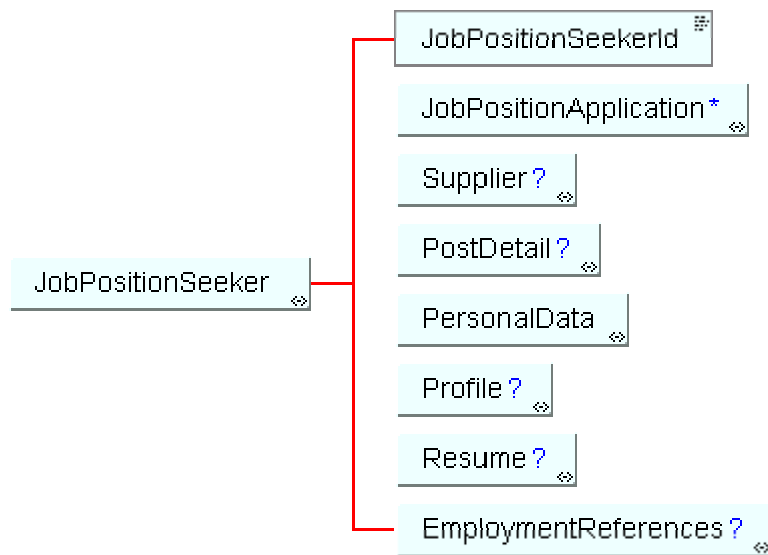 JobPositionSeekerId
JobPositionApplication*
Supplier?
PostDetail?
JobPositionSeeker
PersonalData
Profile?
Resume?
EmploymentReferences?